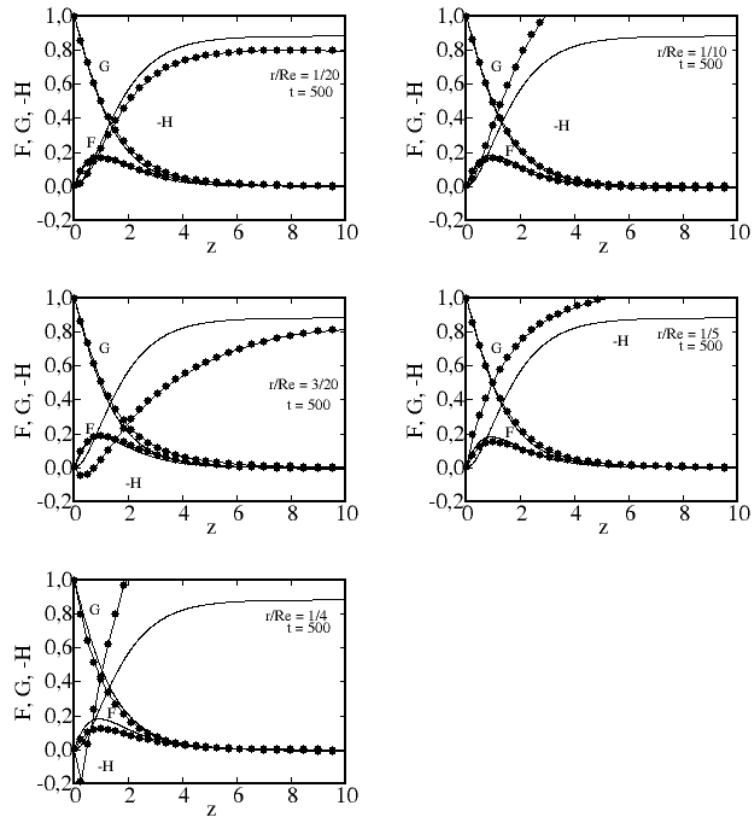 1,0
0,8
0,6
0,4
0,2
0,0
-0,2
F, G, -H
G
F
-H
r/Re = 1/20
t = 500
0 2 4 6 8 10
z
1,0
0,8
0,6
0,4
0,2
0,0
-0,2
F, G, -H
G
F
-H
r/Re = 1/10
t = 500
0 2 4 6 8 10
z
1,0
0,8
0,6
0,4
0,2
0,0
-0,2
F, G, -H
G
F
-H
r/Re = 3/20
t = 500
0 2 4 6 8 10
z
1,0
0,8
0,6
0,4
0,2
0,0
-0,2
F, G, -H
G
F
-H
r/Re = 1/5
t = 500
0 2 4 6 8 10
z
1,0
0,8
0,6
0,4
0,2
0,0
-0,2
F, G, -H
G
F
-H
r/Re = 1/4
t = 500
0 2 4 6 8 10
z